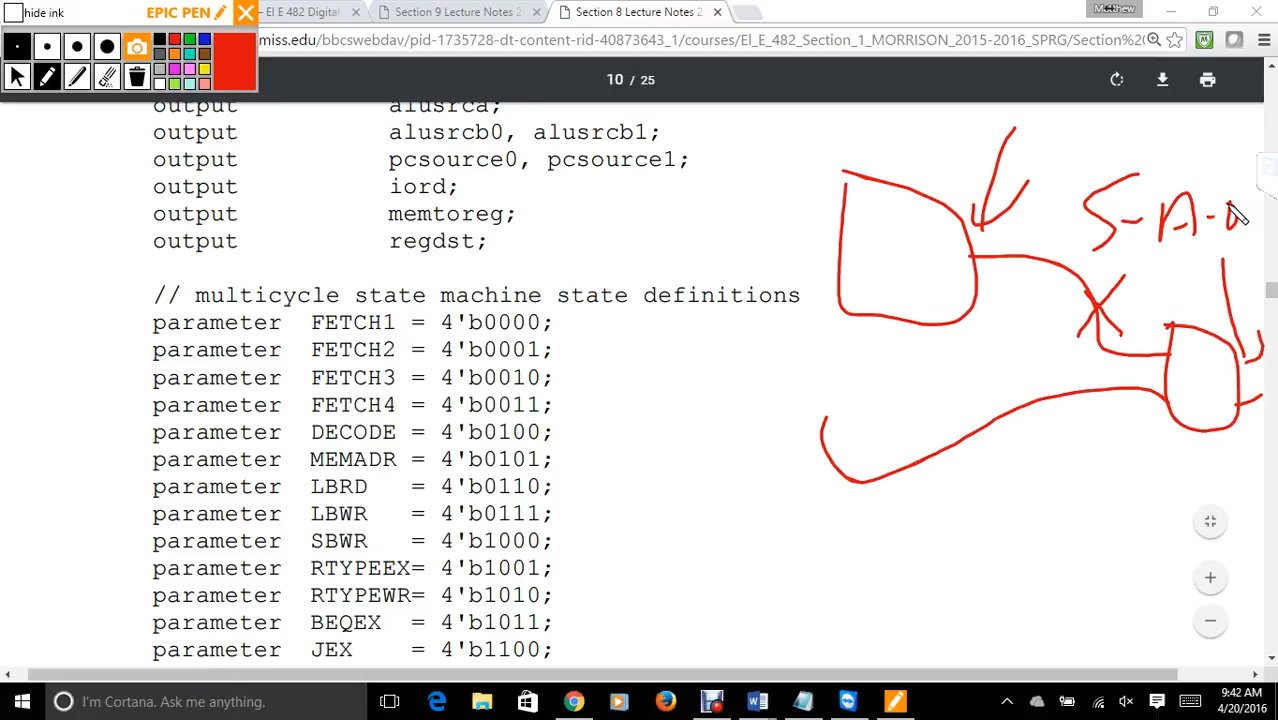 hide ink EPIC PEN
El E 482 Digital
Section 9 Lecture Notes 2
Section 8 Lecture Notes 2
Matthew
miss.edu/bbcswebdav/pid-1735728-dt-content-rid-40873643_1/courses/El_E_482_Section_1_MORRISON_2015-2016_SPRG/Section%20
10 / 25
output alusrca;
output alusrcb0, alusrcb1;
output pcsource0, pcsource1;
output iord;
output memtoreg;
output regdst;
// multicycle state machine state definitions
parameter FETCH1 = 4'b0000;
parameter FETCH2 = 4'b0001;
parameter FETCH3 = 4'b0010;
parameter FETCH4 = 4'b0011;
parameter DECODE = 4'b0100;
parameter MEMADR = 4'b0101;
parameter LBRD = 4'b0110;
parameter LBWR = 4'b0111;
parameter SBWR = 4'b1000;
parameter RTYPEEX= 4'b1001;
parameter RTYPEWR= 4'b1010;
parameter BEQEX = 4'b1011;
parameter JEX = 4'b1100;
S-A-0
I'm Cortana. Ask me anything.
9:42 AM
4/20/2016